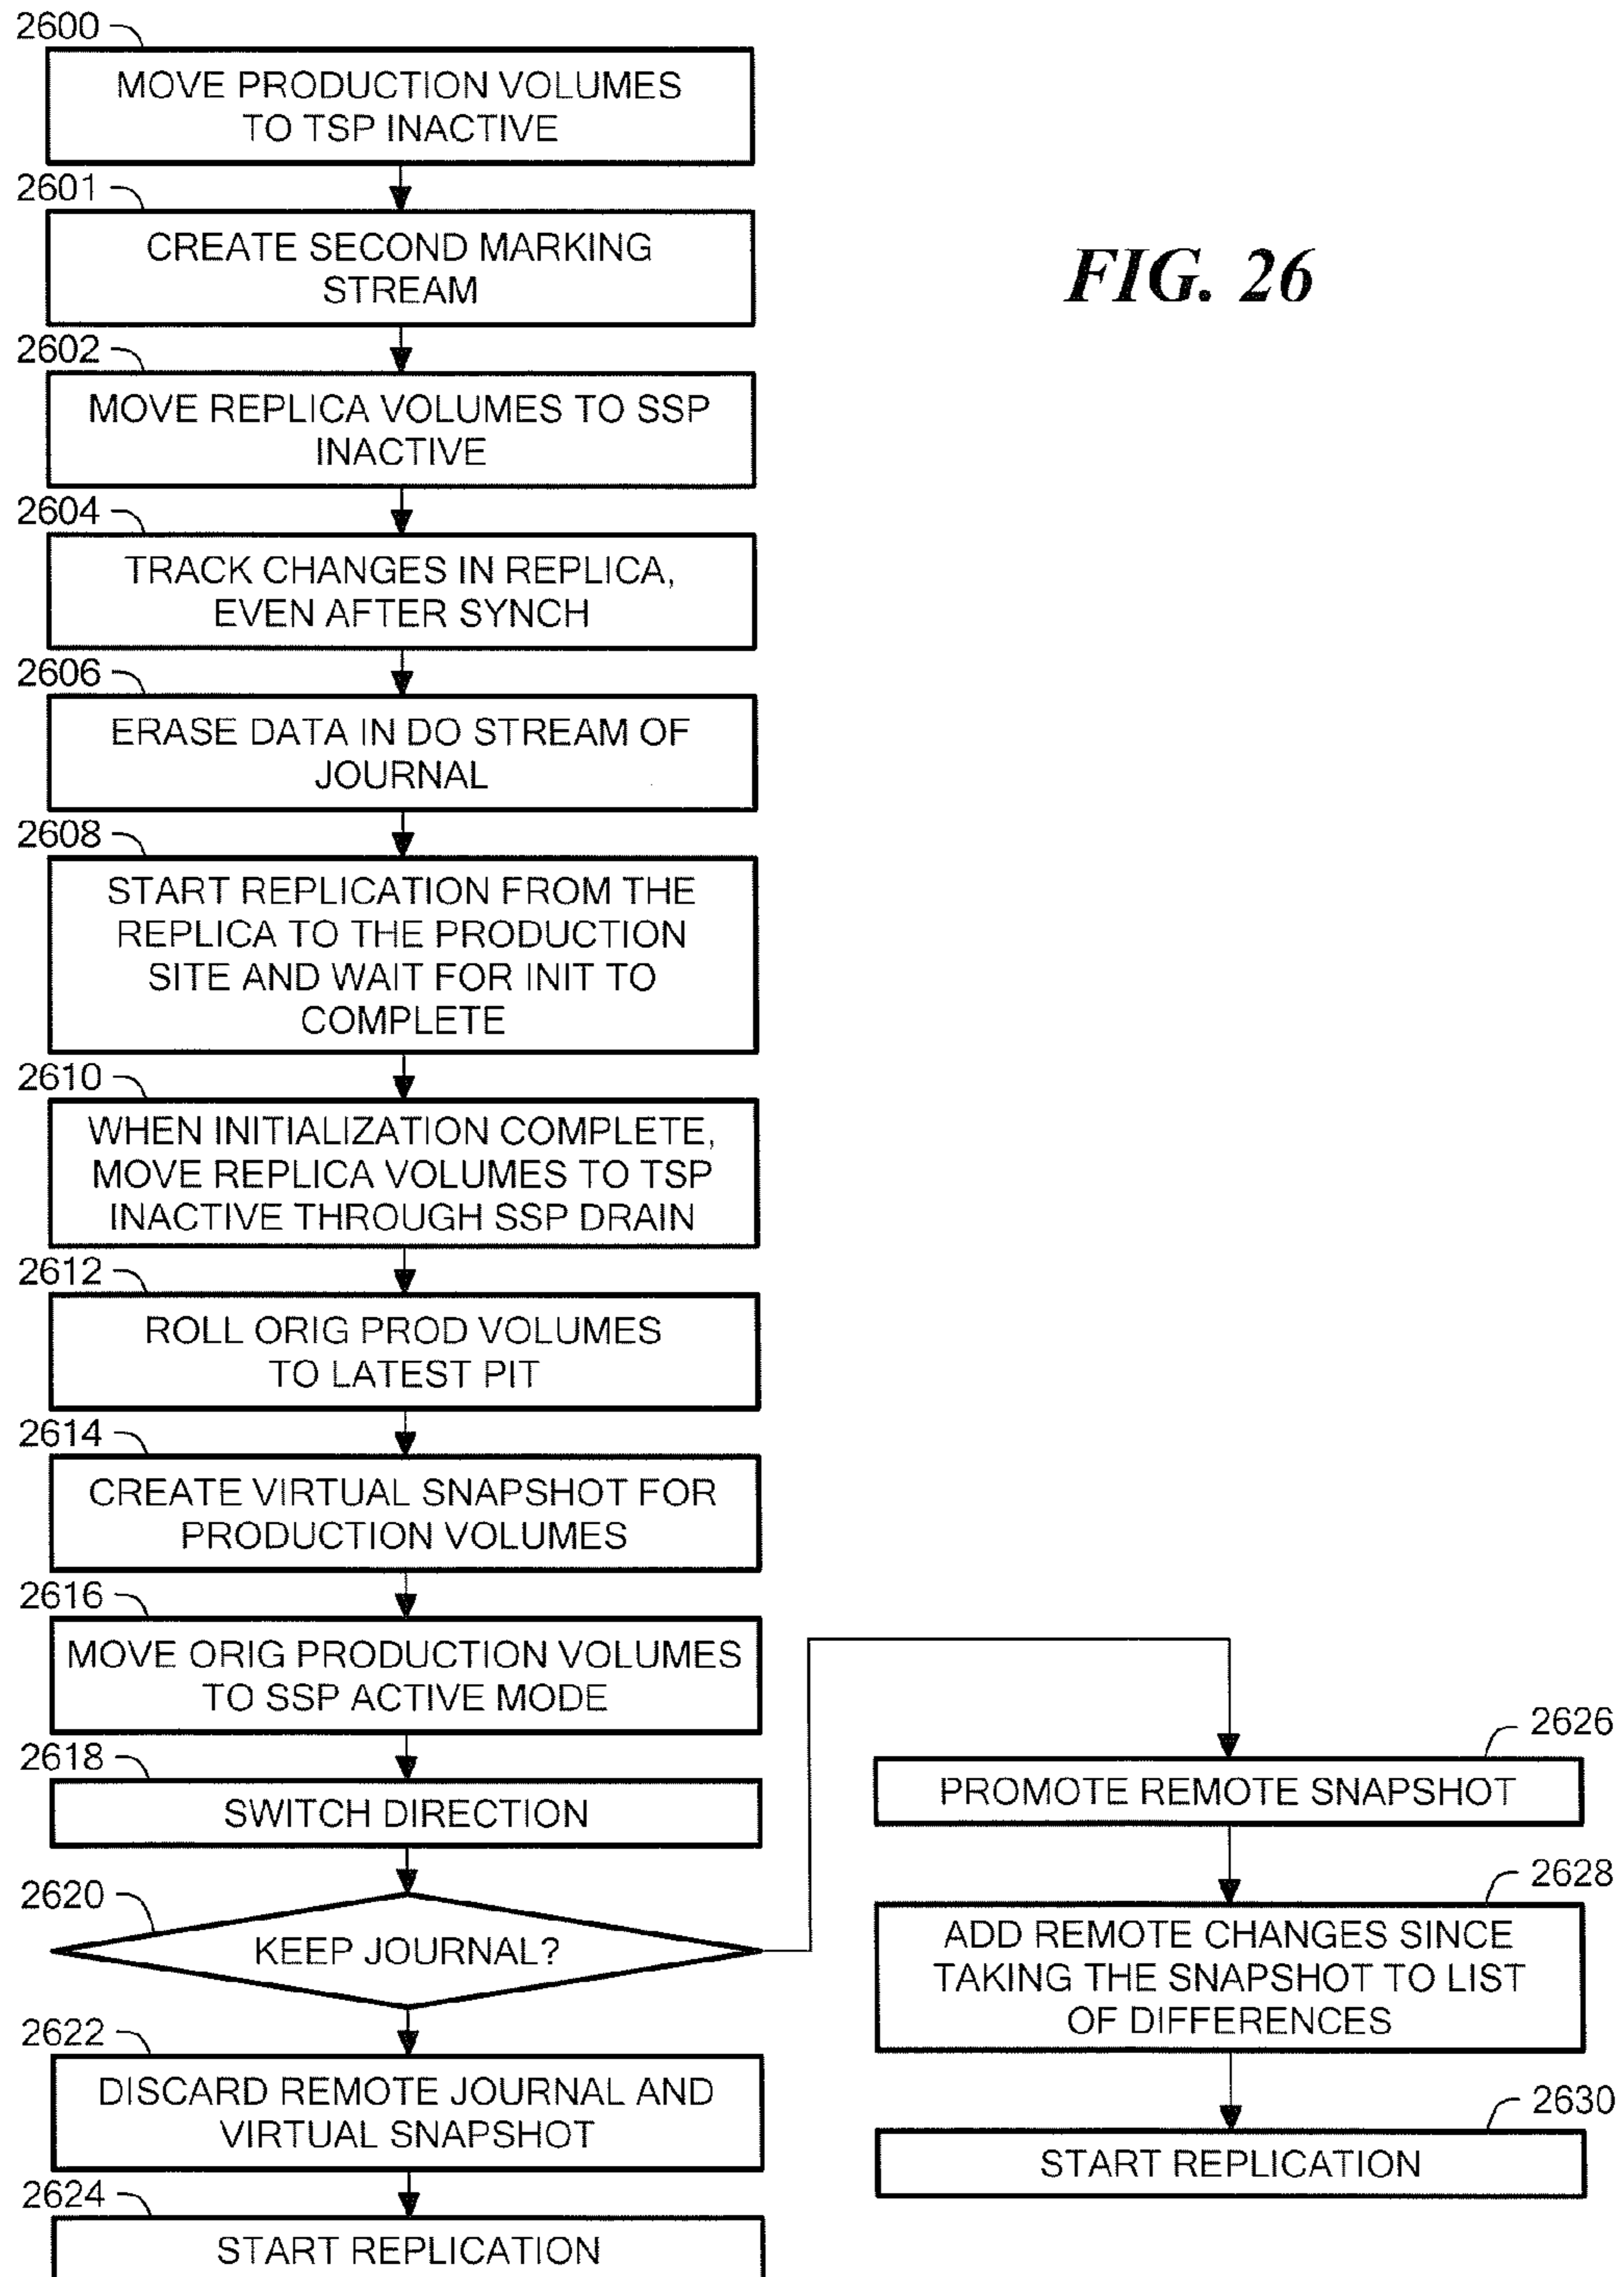 2600
MOVE PRODUCTION VOLUMES
TO TSP INACTIVE
2601
CREATE SECOND MARKING
STREAM
FIG. 26
2602
MOVE REPLICA VOLUMES TO SSP
INACTIVE
2604
TRACK CHANGES IN REPLICA,
EVEN AFTER SYNCH
2606
ERASE DATA IN DO STREAM OF
JOURNAL
2608
START REPLICATION FROM THE
REPLICA TO THE PRODUCTION
SITE AND WAIT FOR INIT TO
COMPLETE
2610
WHEN INITIALIZATION COMPLETE,
MOVE REPLICA VOLUMES TO TSP
INACTIVE THROUGH SSP DRAIN
2612
ROLL ORIG PROD VOLUMES
TO LATEST PIT
2614
CREATE VIRTUAL SNAPSHOT FOR
PRODUCTION VOLUMES
2616
MOVE ORIG PRODUCTION VOLUMES
TO SSP ACTIVE MODE
2618
SWITCH DIRECTION
2620
KEEP JOURNAL?
2622
DISCARD REMOTE JOURNAL AND
VIRTUAL SNAPSHOT
2624
START REPLICATION
2626
PROMOTE REMOTE SNAPSHOT
2628
ADD REMOTE CHANGES SINCE
TAKING THE SNAPSHOT TO LIST
OF DIFFERENCES
2630
START REPLICATION